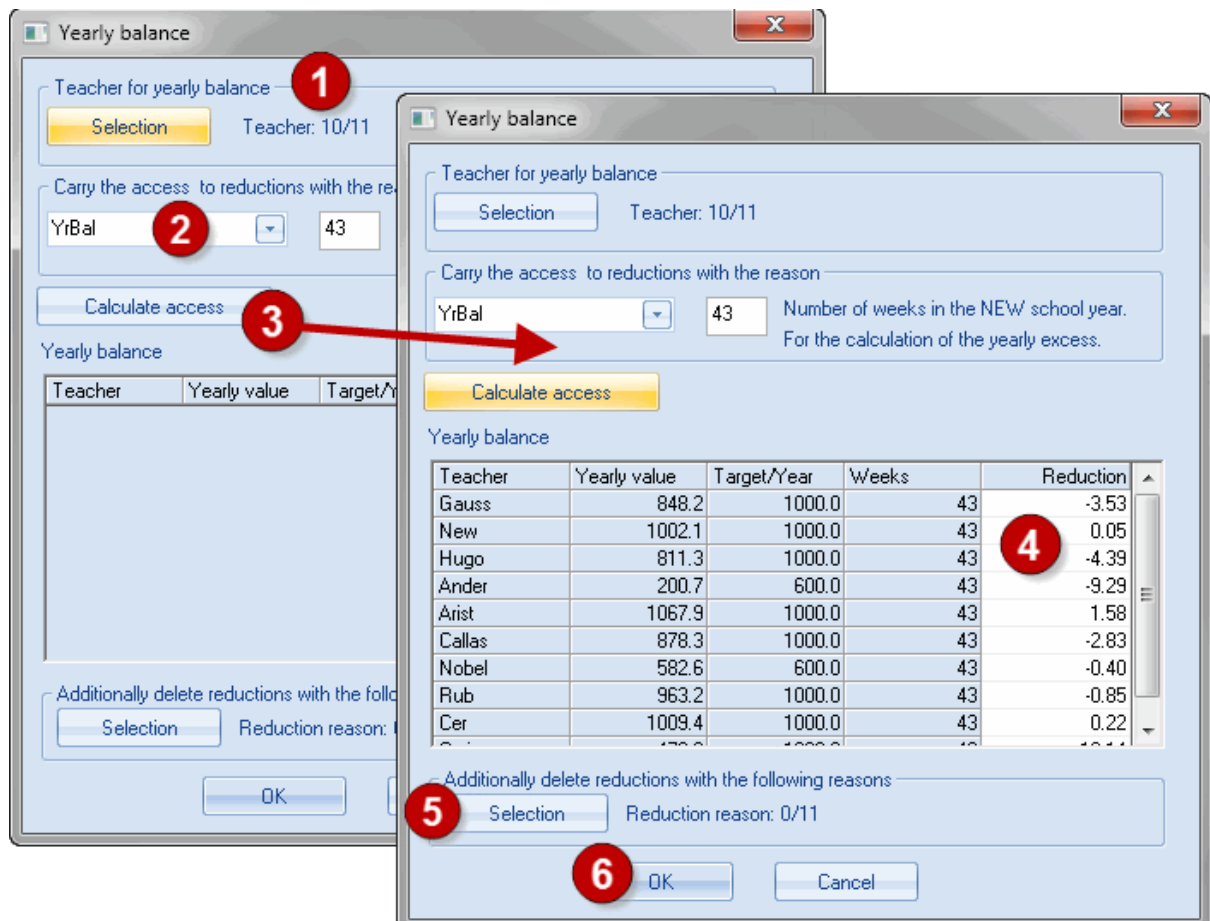 Yearly balance
Teacher for yearly balance
1
Selection
Teacher: 10/11
Carry the access to reductions with the
YrBal
2
43
Calculate access
3
Yearly balance
Teacher
Yearly value
Additionally delete reductions with the
Selection
Reduction reason:
OK
Yearly balance
Teacher for yearly balance
Selection
Teacher: 10/11
Carry the access to reductions with the reason
YrBal
43
Number of weeks in the NEW school year.
For the calculation of the yearly excess.
Calculate access
Yearly balance
Teacher Yearly value Target/Year Weeks Reduction
Gauss 848.2 1000.0 43 -3.53
New 1002.1 1000.0 43 0.05
Hugo 811.3 1000.0 43 -4.39
Ander 200.7 600.0 43 -9.29
Arist 1067.9 1000.0 43 1.58
Callas 878.3 1000.0 43 -2.83
Nobel 582.6 600.0 43 -0.40
Rub 963.2 1000.0 43 -0.85
Cer 1009.4 1000.0 43 0.22
4
Additionally delete reductions with the following reasons
5
Selection
Reduction reason: 0/11
6
OK
Cancel